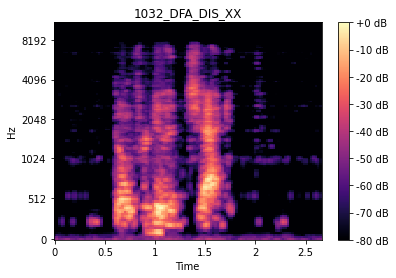 1032_DFA_DIS_XX
8192
4096
2048
1024
512
0
Hz
0
0.5
1
1.5
2
2.5
Time
+0 dB
-10 dB
-20 dB
-30 dB
-40 dB
-50 dB
-60 dB
-70 dB
-80 dB